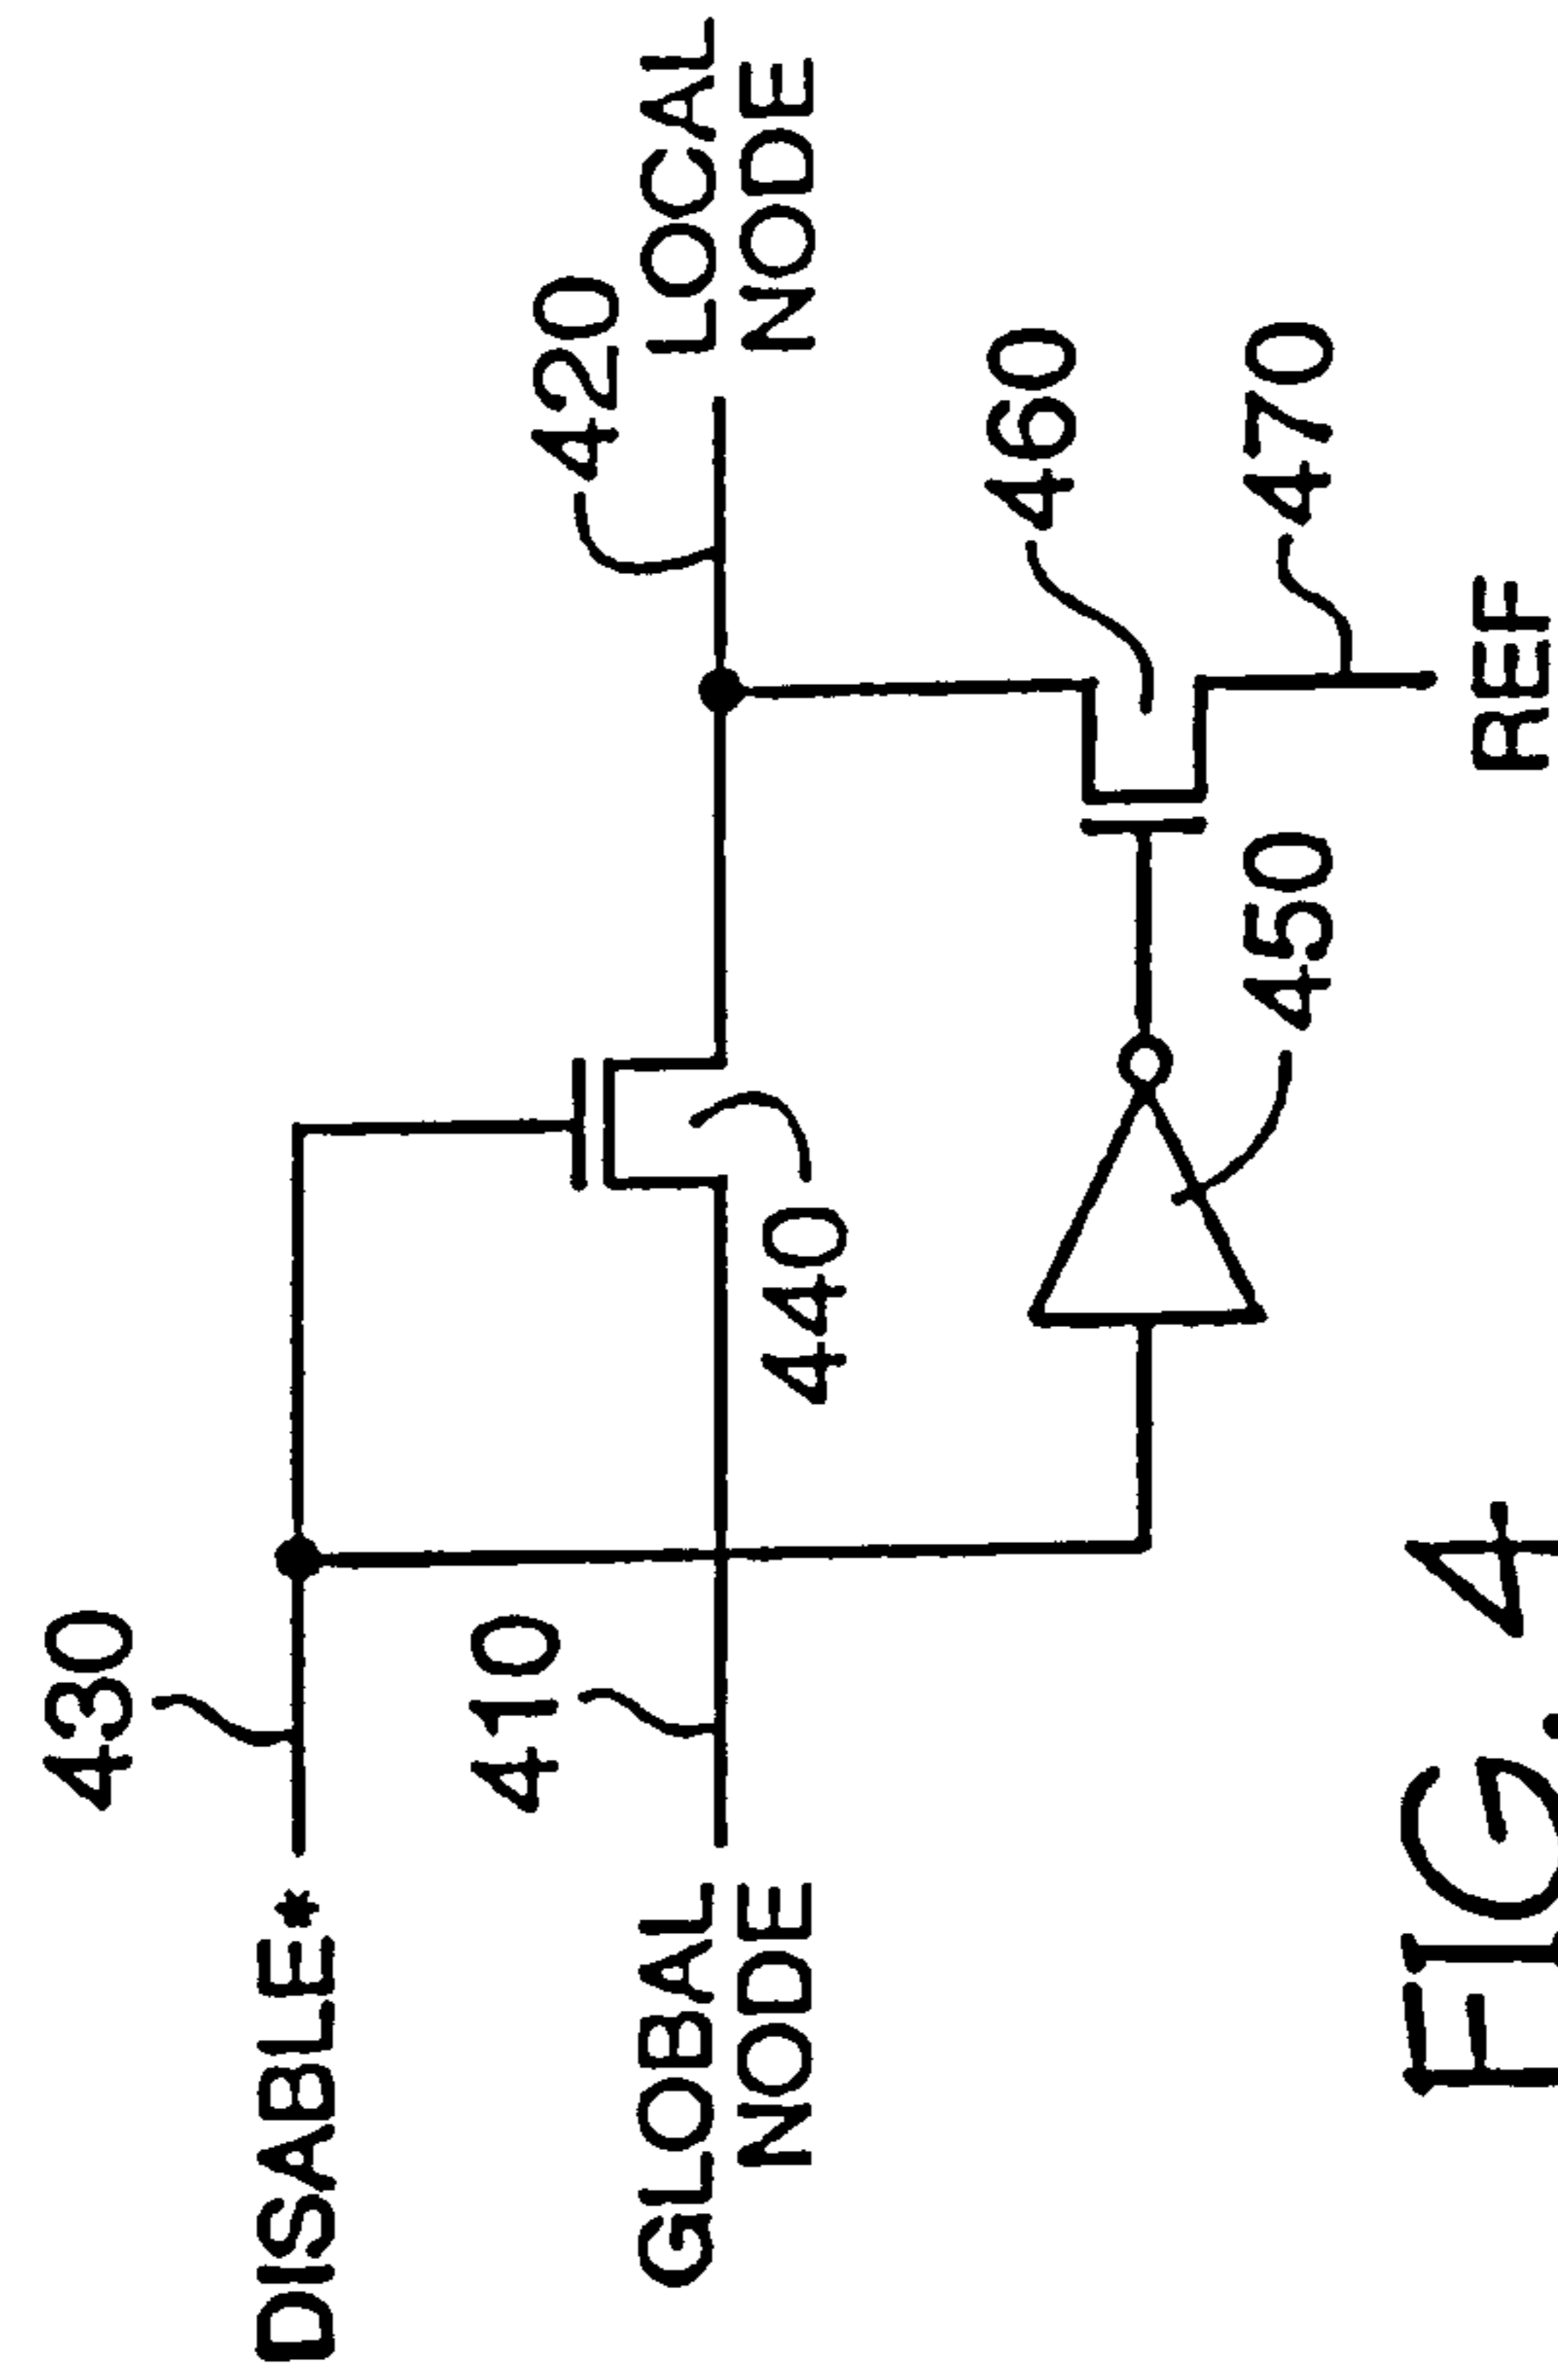 430
DISABLE*
410
GLOBAL
NODE
440
420
LOCAL
NODE
460
450
470
REF
FIG. 4